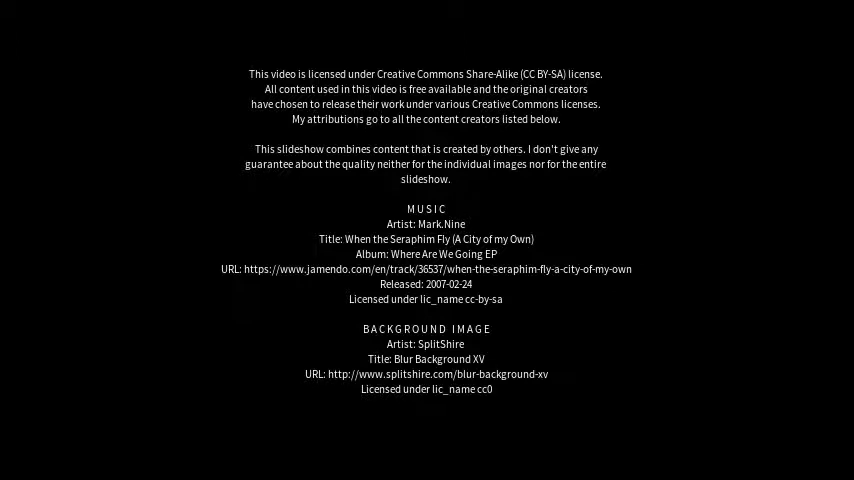 This video is licensed under Creative Commons Share-Alike (CC BY-SA) license.
All content used in this video is free available and the original creators
have chosen to release their work under various Creative Commons licenses.
My attributions go to all the content creators listed below.
This slideshow combines content that is created by others. I don't give any
guarantee about the quality neither for the individual images nor for the entire
slideshow.
MUSIC
Artist: Mark.Nine
Title: When the Seraphim Fly (A City of my Own)
Album: Where Are We Going EP
URL: https://www.jamendo.com/en/track/36537/when-the-seraphim-fly-a-city-of-my-own
Released: 2007-02-24
Licensed under lic_name cc-by-sa
BACKGROUND IMAGE
Artist: SplitShire
Title: Blur Background XV
URL: http://www.splitshire.com/blur-background-xv
Licensed under lic_name cc0